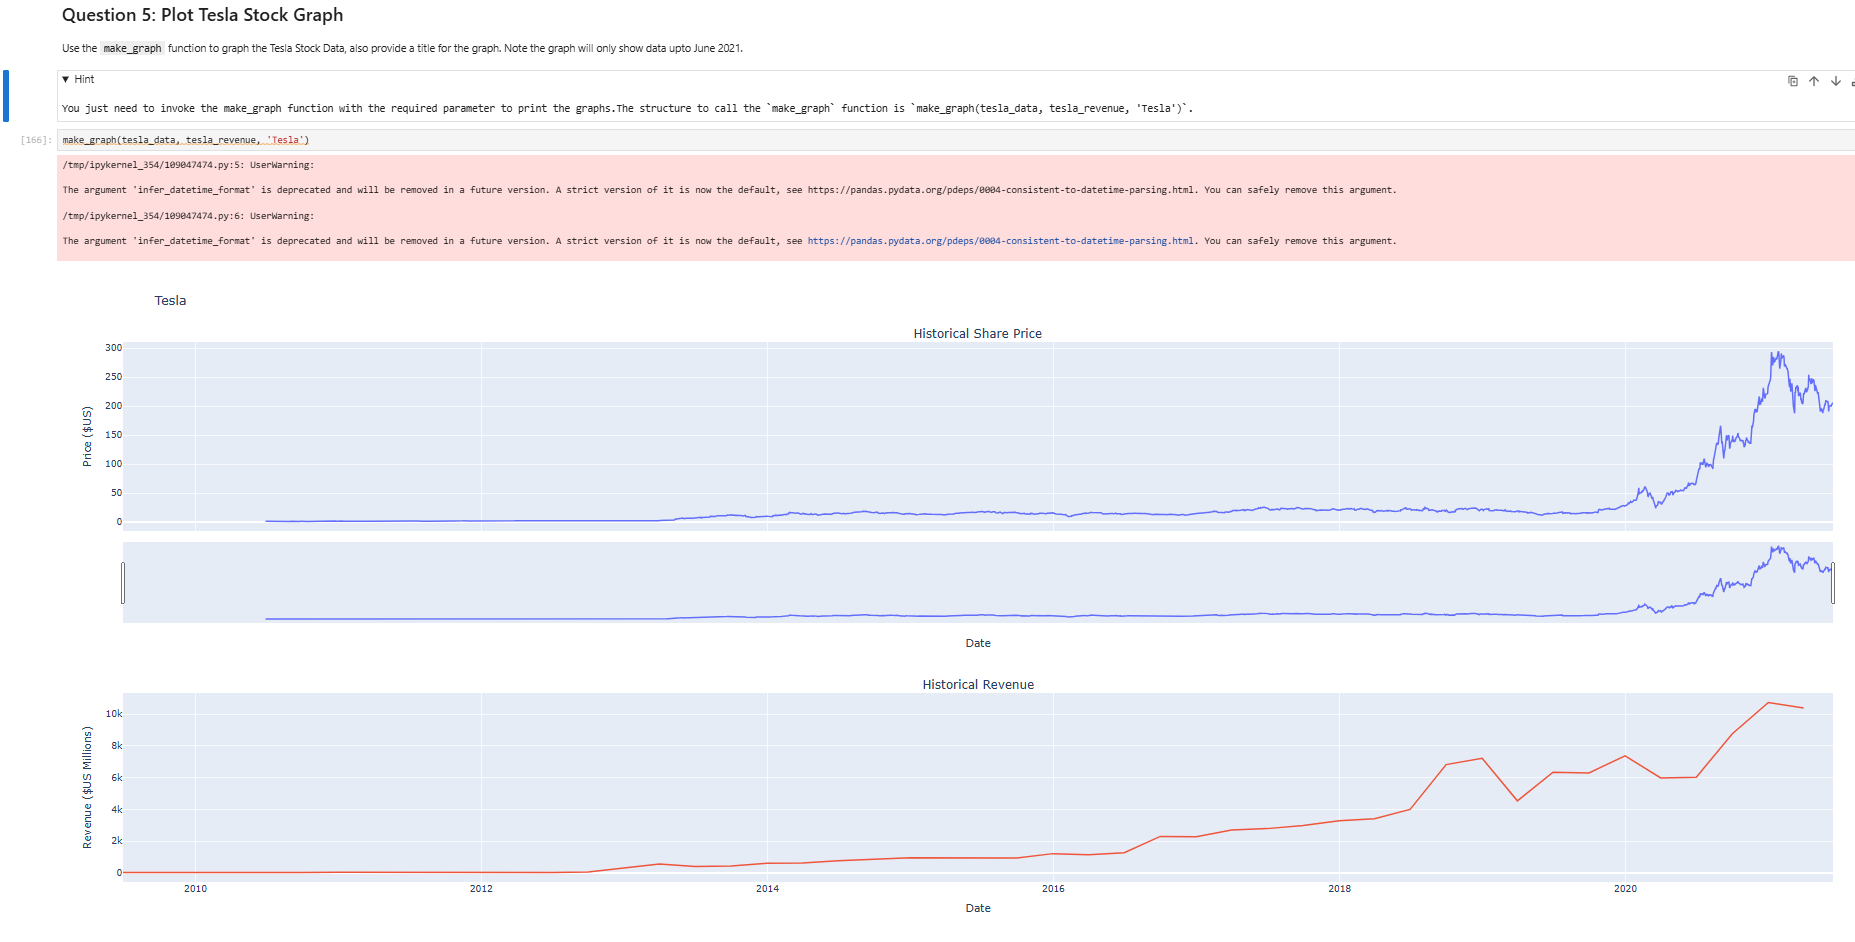 Question 5: Plot Tesla Stock Graph
Use the make_graph function to graph the Tesla Stock Data, also provide a title for the graph. Note the graph will only show data upto June 2021.
▼ Hint
You just need to invoke the make_graph function with the required parameter to print the graphs.The structure to call the `make_graph` function is `make_graph(tesla_data, tesla_revenue, 'Tesla')`.
[166]: make_graph(tesla_data, tesla_revenue, 'Tesla')
/tmp/ipykernel_354/109047474.py:5: UserWarning:
The argument 'infer_datetime_format' is deprecated and will be removed in a future version. A strict version of it is now the default, see https://pandas.pydata.org/pdeps/0004-consistent-to-datetime-parsing.html. You can safely remove this argument.
/tmp/ipykernel_354/109047474.py:6: UserWarning:
The argument 'infer_datetime_format' is deprecated and will be removed in a future version. A strict version of it is now the default, see https://pandas.pydata.org/pdeps/0004-consistent-to-datetime-parsing.html. You can safely remove this argument.
Tesla
Historical Share Price
300
250
200
150
100
50
0
Price ($US)
Date
Historical Revenue
10k
8k
6k
4k
2k
0
Revenue ($US Millions)
2010 2012 2014 2016 2018 2020
Date